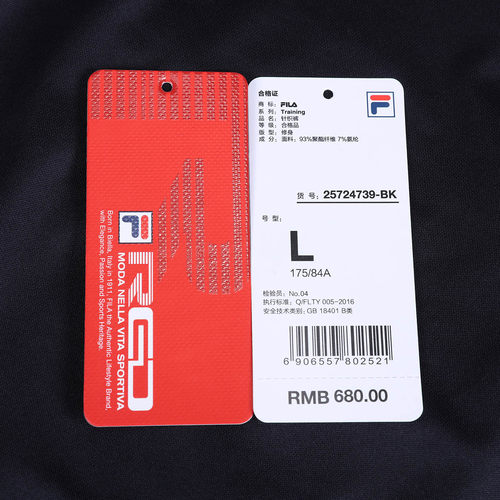 Born in Biella, Italy in 1911; FILA the Authentic Lifestyle Brand,
with Elegance, Passion and Sports Heritage.
MODA NELLA VITA SPORTIVA
合格证
商 标: FILA
系 列: Training
品 名: 针织裤
等 级: 合格品
版 型: 修身
成 分: 面料: 93%聚酯纤维 7%氨纶
货 号: 25724739-BK
号 型:
L
175/84A
检验员: No.04
执行标准: Q/FLTY 005-2016
安全技术类别: GB 18401 B类
6 906557 802521
RMB 680.00